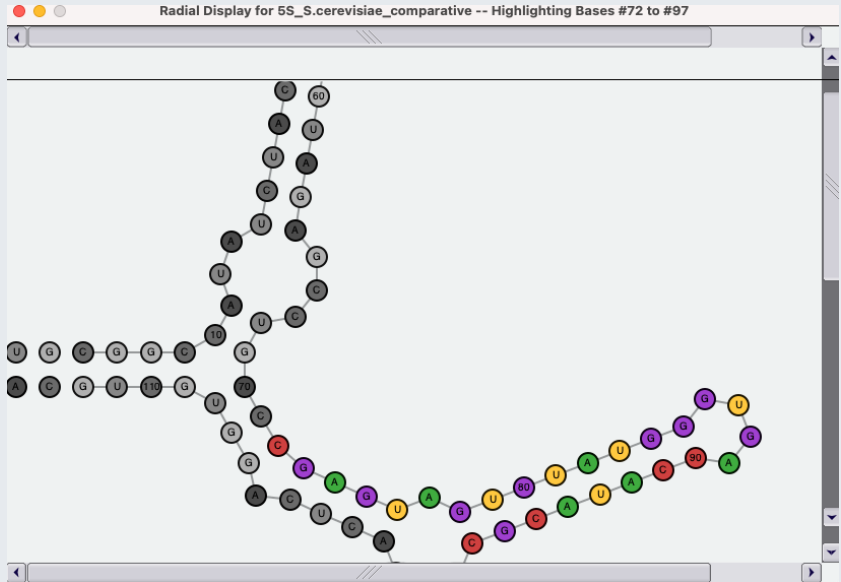 Radial Display for 5S_S.cerevisiae_comparative -- Highlighting Bases #72 to #97
C 60
A U
U A
C G
U A
A G
U C
A U C
10
U G C G G C G
A C G U 110 G 70
U G G A C U C A
C C G A G U A G U 80 U A U G G G U G
C G C A U A C 90 A